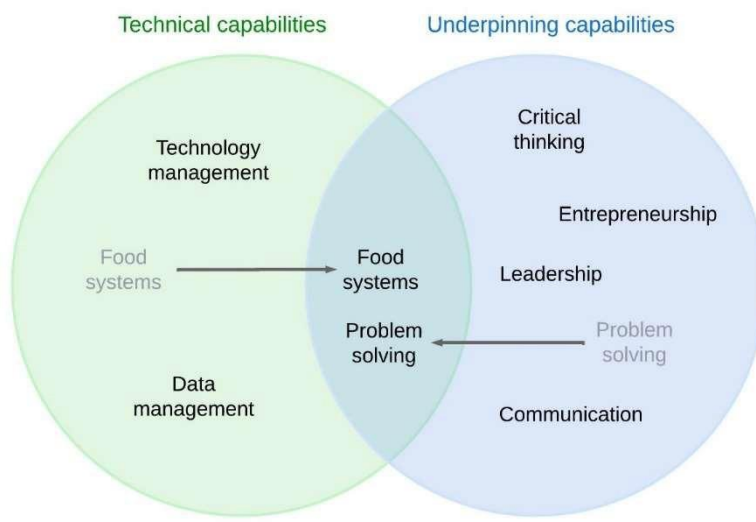 Technical capabilities
Underpinning capabilities
Critical
thinking
Technology
management
Entrepreneurship
Food
systems
Food
systems
Leadership
Problem
solving
Problem
solving
Data
management
Communication